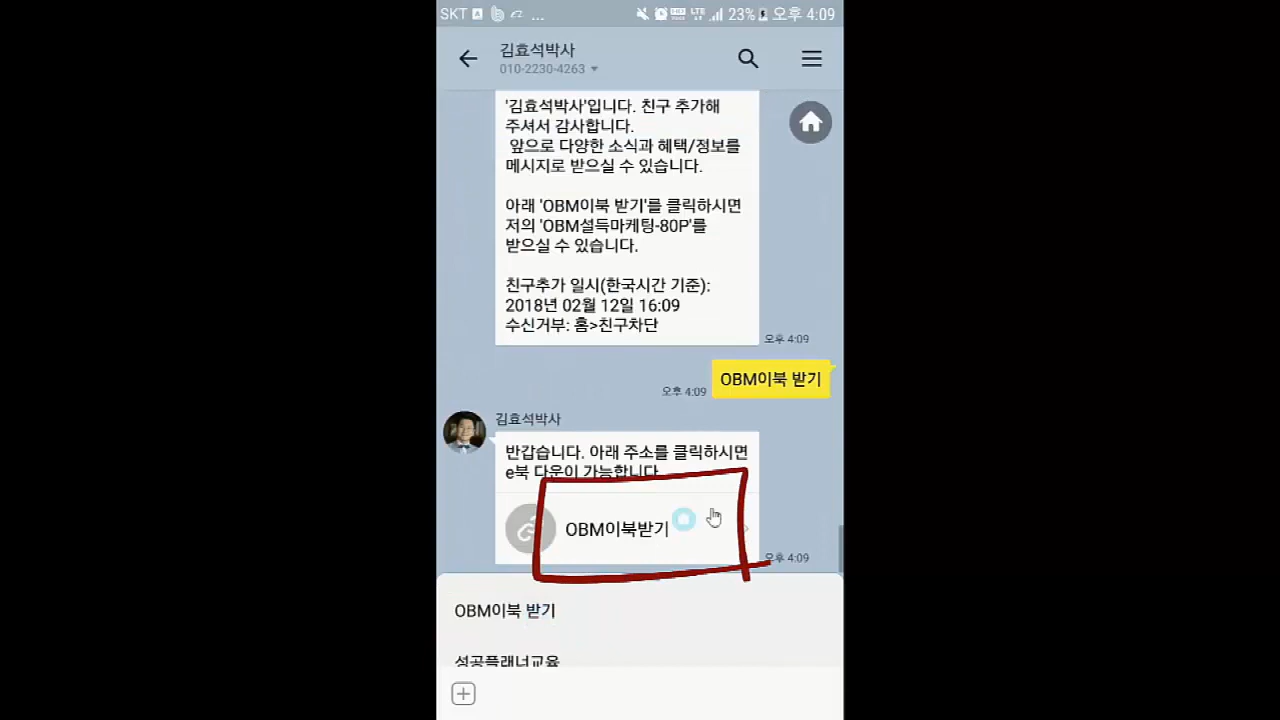 SKT
...
LTE
23%
오후 4:09
김효석박사
010-2230-4263
'김효석박사'입니다. 친구 추가해
주셔서 감사합니다.
앞으로 다양한 소식과 혜택/정보를
메시지로 받으실 수 있습니다.
아래 'OBM이북 받기'를 클릭하시면
저의 'OBM설득마케팅-80P'를
받으실 수 있습니다.
친구추가 일시(한국시간 기준):
2018년 02월 12일 16:09
수신거부: 홈>친구차단
오후 4:09
OBM이북 받기
오후 4:09
김효석박사
반갑습니다. 아래 주소를 클릭하시면
e북 다운이 가능합니다
OBM이북받기
오후 4:09
OBM이북 받기
성공플래너교육